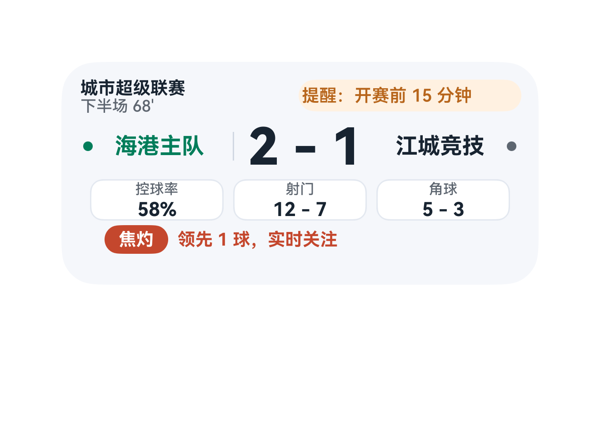 城市超级联赛
下半场 68'
提醒：开赛前 15 分钟
海港主队
2 – 1
江城竞技
控球率
58%
射门
12 – 7
角球
5 – 3
焦灼
领先 1 球，实时关注